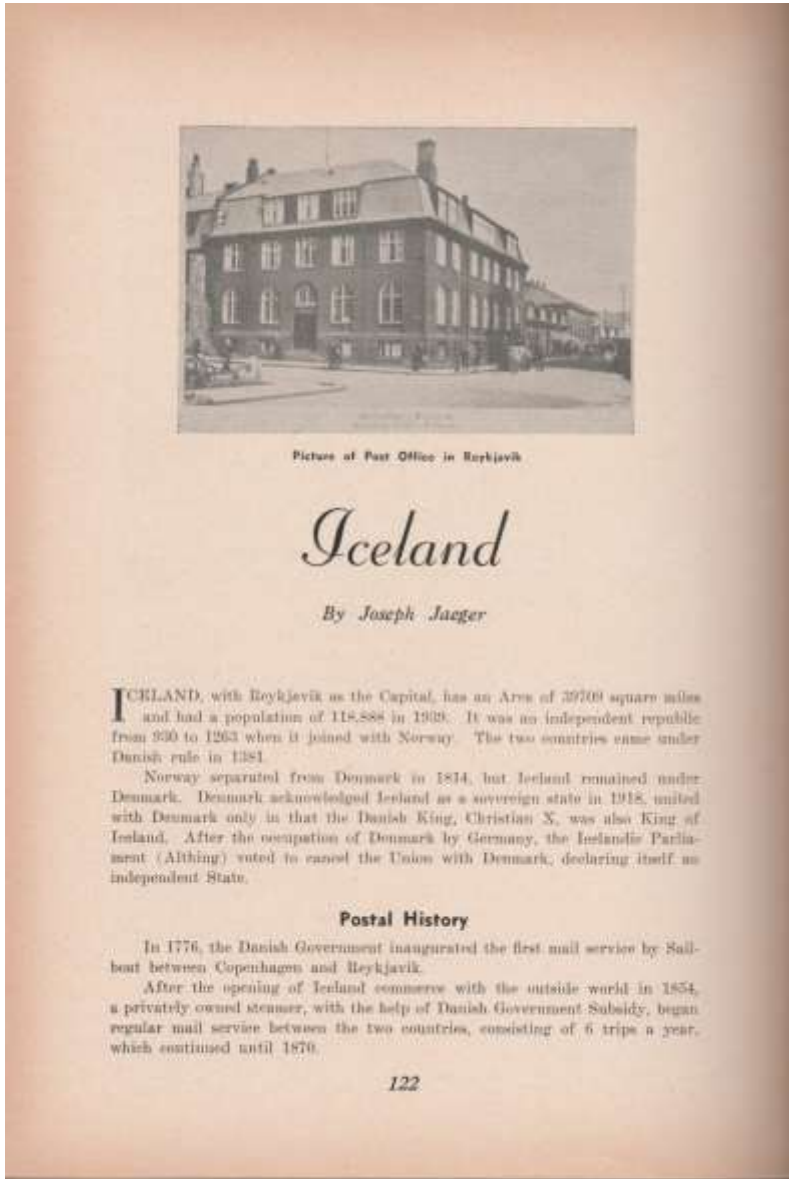 Picture of Post Office in Reykjavik
Iceland
By Joseph Jaeger
ICELAND, with Reykjavik as the Capital, has an Area of 39709 square miles
and had a population of 118,888 in 1939. It was an independent republic
from 930 to 1263 when it joined with Norway. The two countries came under
Danish rule in 1381.
Norway separated from Denmark in 1814, but Iceland remained under
Denmark. Denmark acknowledged Iceland as a sovereign state in 1918, united
with Denmark only in that the Danish King, Christian X, was also King of
Iceland. After the occupation of Denmark by Germany, the Icelandic Parlia-
ment (Althing) voted to cancel the Union with Denmark, declaring itself an
independent State.
Postal History
In 1776, the Danish Government inaugurated the first mail service by Sail-
boat between Copenhagen and Reykjavik.
After the opening of Iceland commerce with the outside world in 1854,
a privately owned steamer, with the help of Danish Government Subsidy, began
regular mail service between the two countries, consisting of 6 trips a year,
which continued until 1870.
122